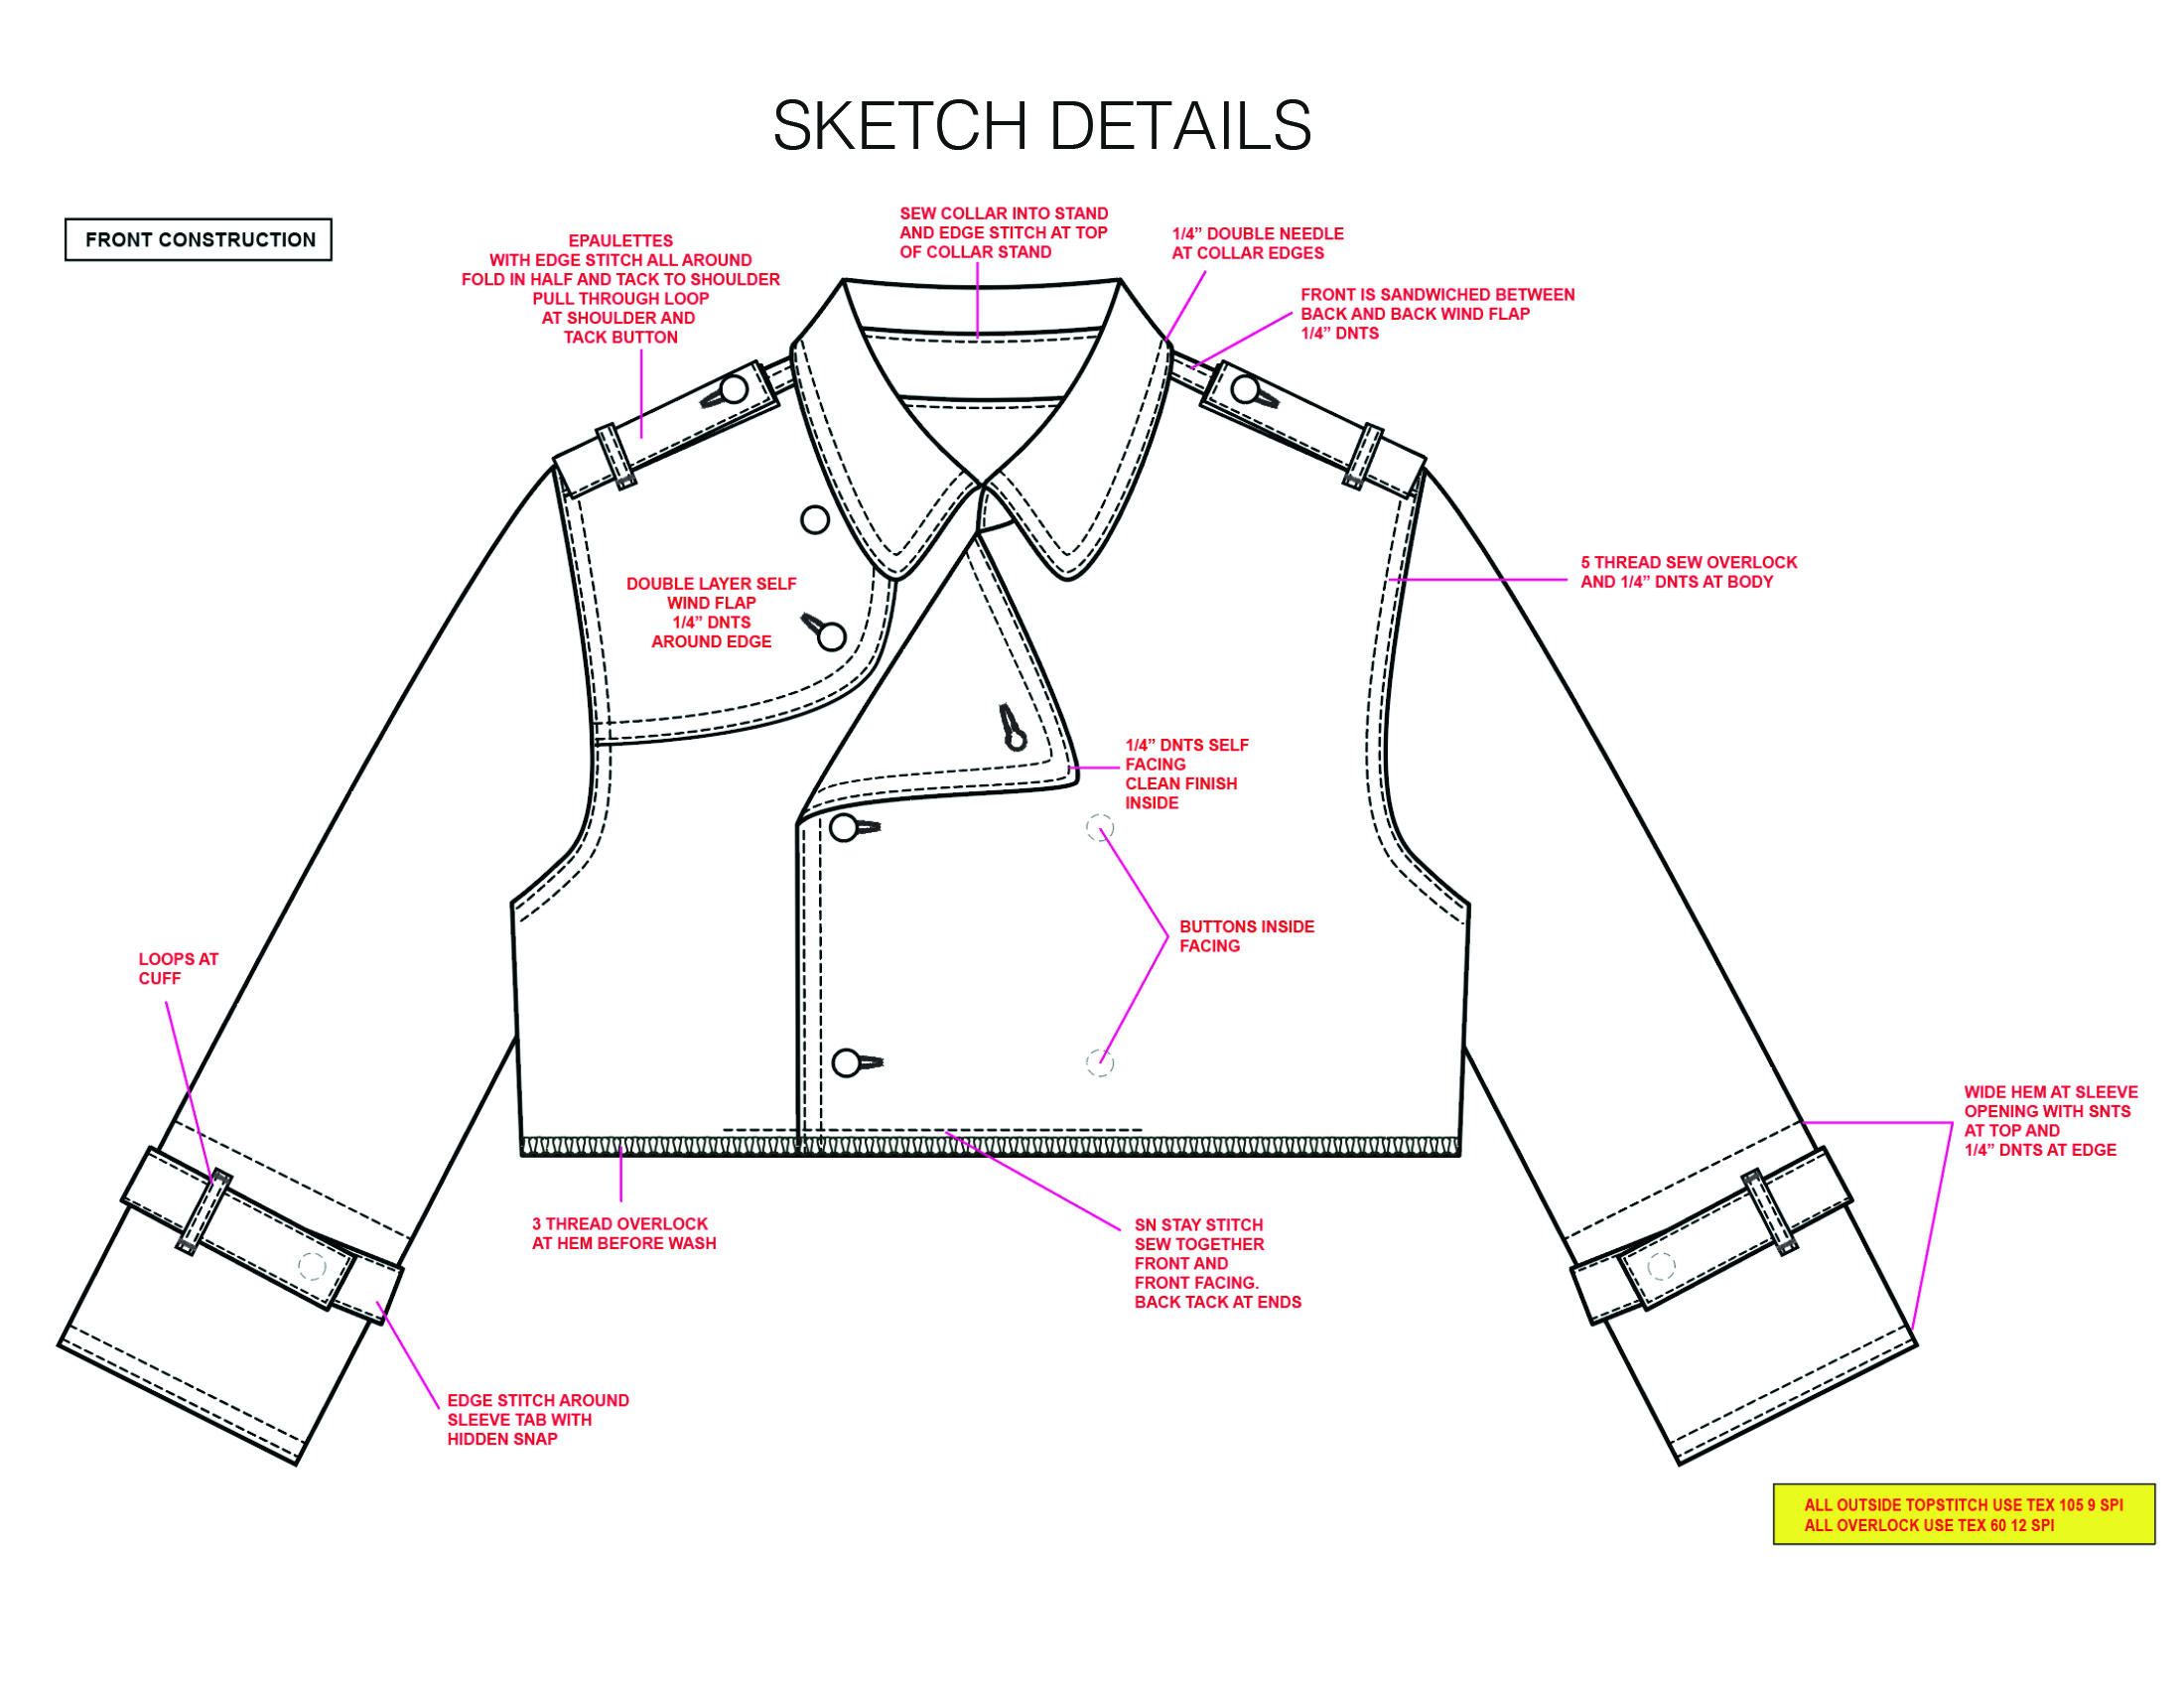 SKETCH DETAILS
FRONT CONSTRUCTION
EPAULETTES
WITH EDGE STITCH ALL AROUND
FOLD IN HALF AND TACK TO SHOULDER
PULL THROUGH LOOP
AT SHOULDER AND
TACK BUTTON
SEW COLLAR INTO STAND
AND EDGE STITCH AT TOP
OF COLLAR STAND
1/4” DOUBLE NEEDLE
AT COLLAR EDGES
FRONT IS SANDWICHED BETWEEN
BACK AND BACK WIND FLAP
1/4” DNTS
DOUBLE LAYER SELF
WIND FLAP
1/4” DNTS
AROUND EDGE
5 THREAD SEW OVERLOCK
AND 1/4” DNTS AT BODY
1/4” DNTS SELF
FACING
CLEAN FINISH
INSIDE
BUTTONS INSIDE
FACING
LOOPS AT
CUFF
WIDE HEM AT SLEEVE
OPENING WITH SNTS
AT TOP AND
1/4” DNTS AT EDGE
3 THREAD OVERLOCK
AT HEM BEFORE WASH
SN STAY STITCH
SEW TOGETHER
FRONT AND
FRONT FACING.
BACK TACK AT ENDS
EDGE STITCH AROUND
SLEEVE TAB WITH
HIDDEN SNAP
ALL OUTSIDE TOPSTITCH USE TEX 105 9 SPI
ALL OVERLOCK USE TEX 60 12 SPI